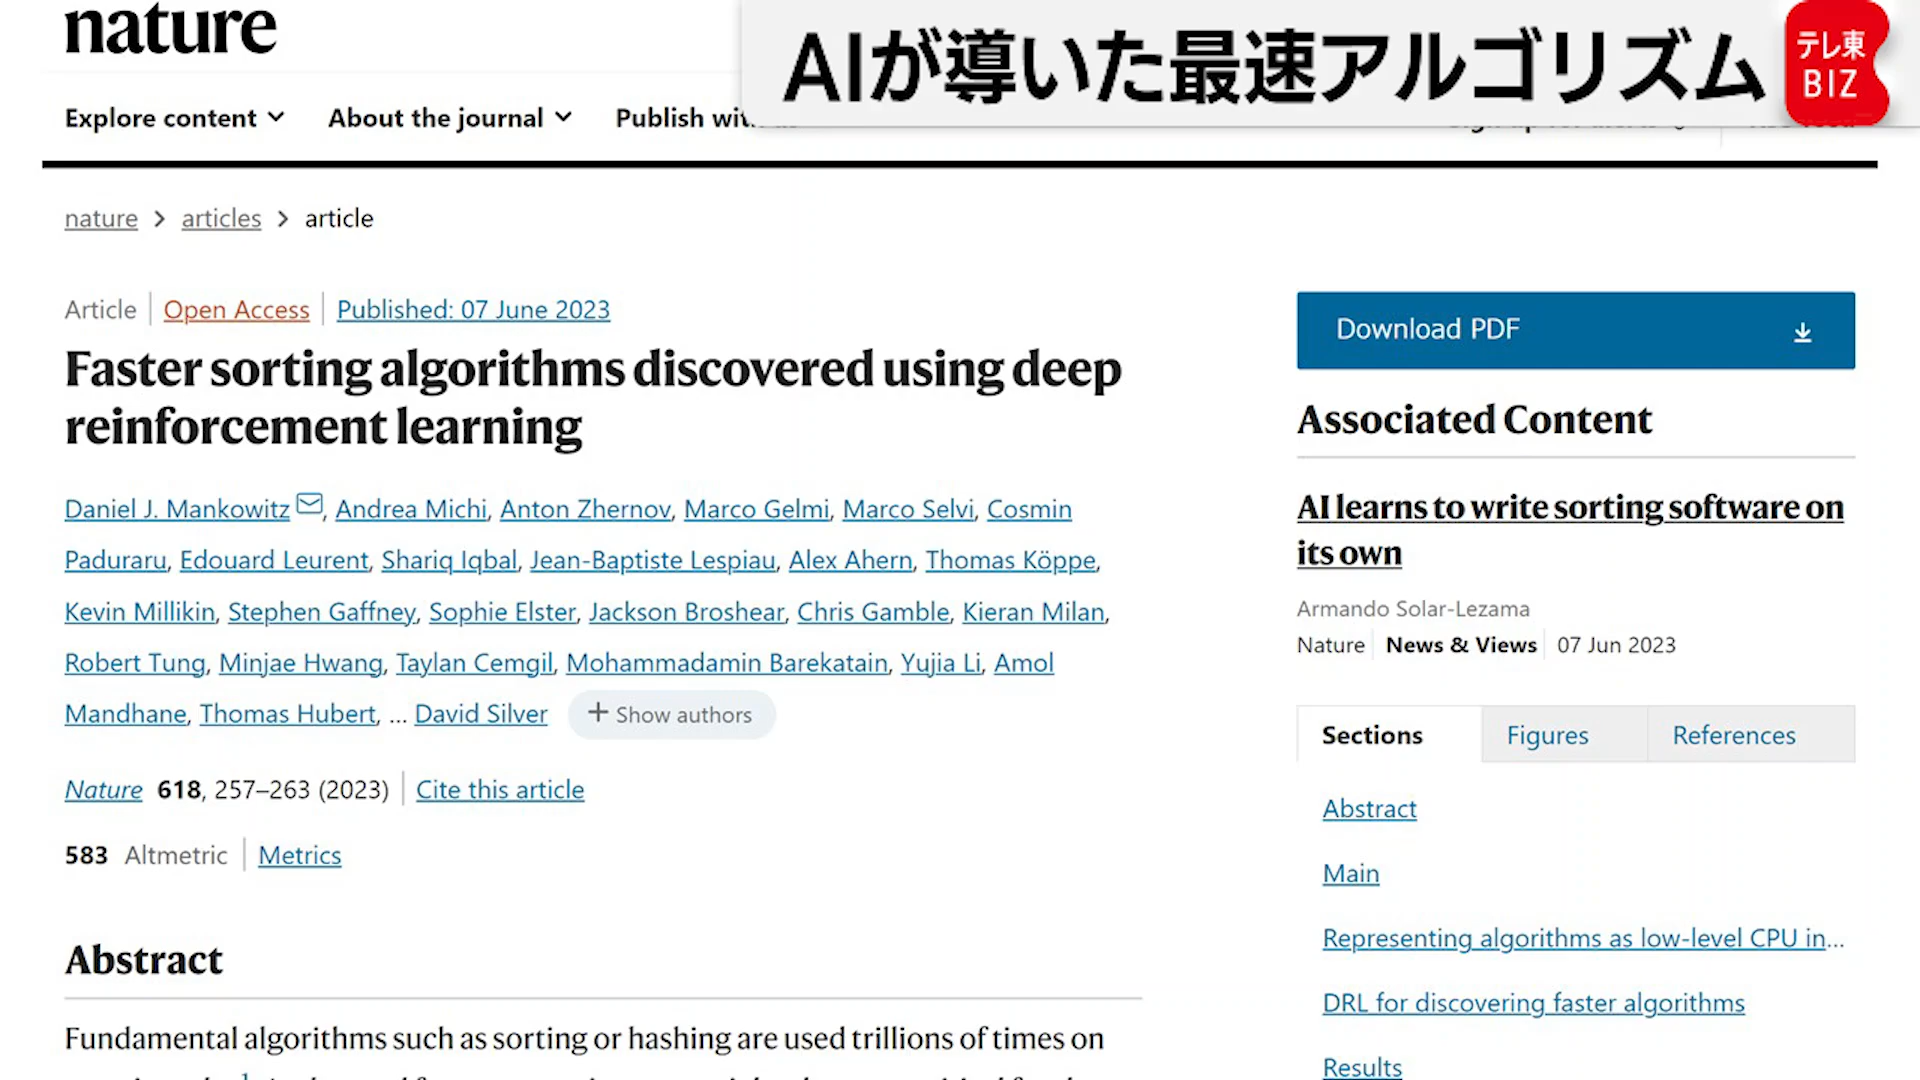 nature
AIが導いた最速アルゴリズム
テレ東
BIZ
Explore content
About the journal
Publish
nature > articles > article
Article | Open Access | Published: 07 June 2023
Faster sorting algorithms discovered using deep
reinforcement learning
Daniel J. Mankowitz, Andrea Michi, Anton Zhernov, Marco Gelmi, Marco Selvi, Cosmin
Paduraru, Edouard Leurent, Shariq Iqbal, Jean-Baptiste Lespiau, Alex Ahern, Thomas Köppe,
Kevin Millikin, Stephen Gaffney, Sophie Elster, Jackson Broshear, Chris Gamble, Kieran Milan,
Robert Tung, Minjae Hwang, Taylan Cemgil, Mohammadamin Barekatain, Yujia Li, Amol
Mandhane, Thomas Hubert, ... David Silver + Show authors
Nature 618, 257–263 (2023) | Cite this article
583 Altmetric | Metrics
Abstract
Fundamental algorithms such as sorting or hashing are used trillions of times on
Download PDF
Associated Content
AI learns to write sorting software on
its own
Armando Solar-Lezama
Nature | News & Views | 07 Jun 2023
Sections
Figures
References
Abstract
Main
Representing algorithms as low-level CPU in...
DRL for discovering faster algorithms
Results